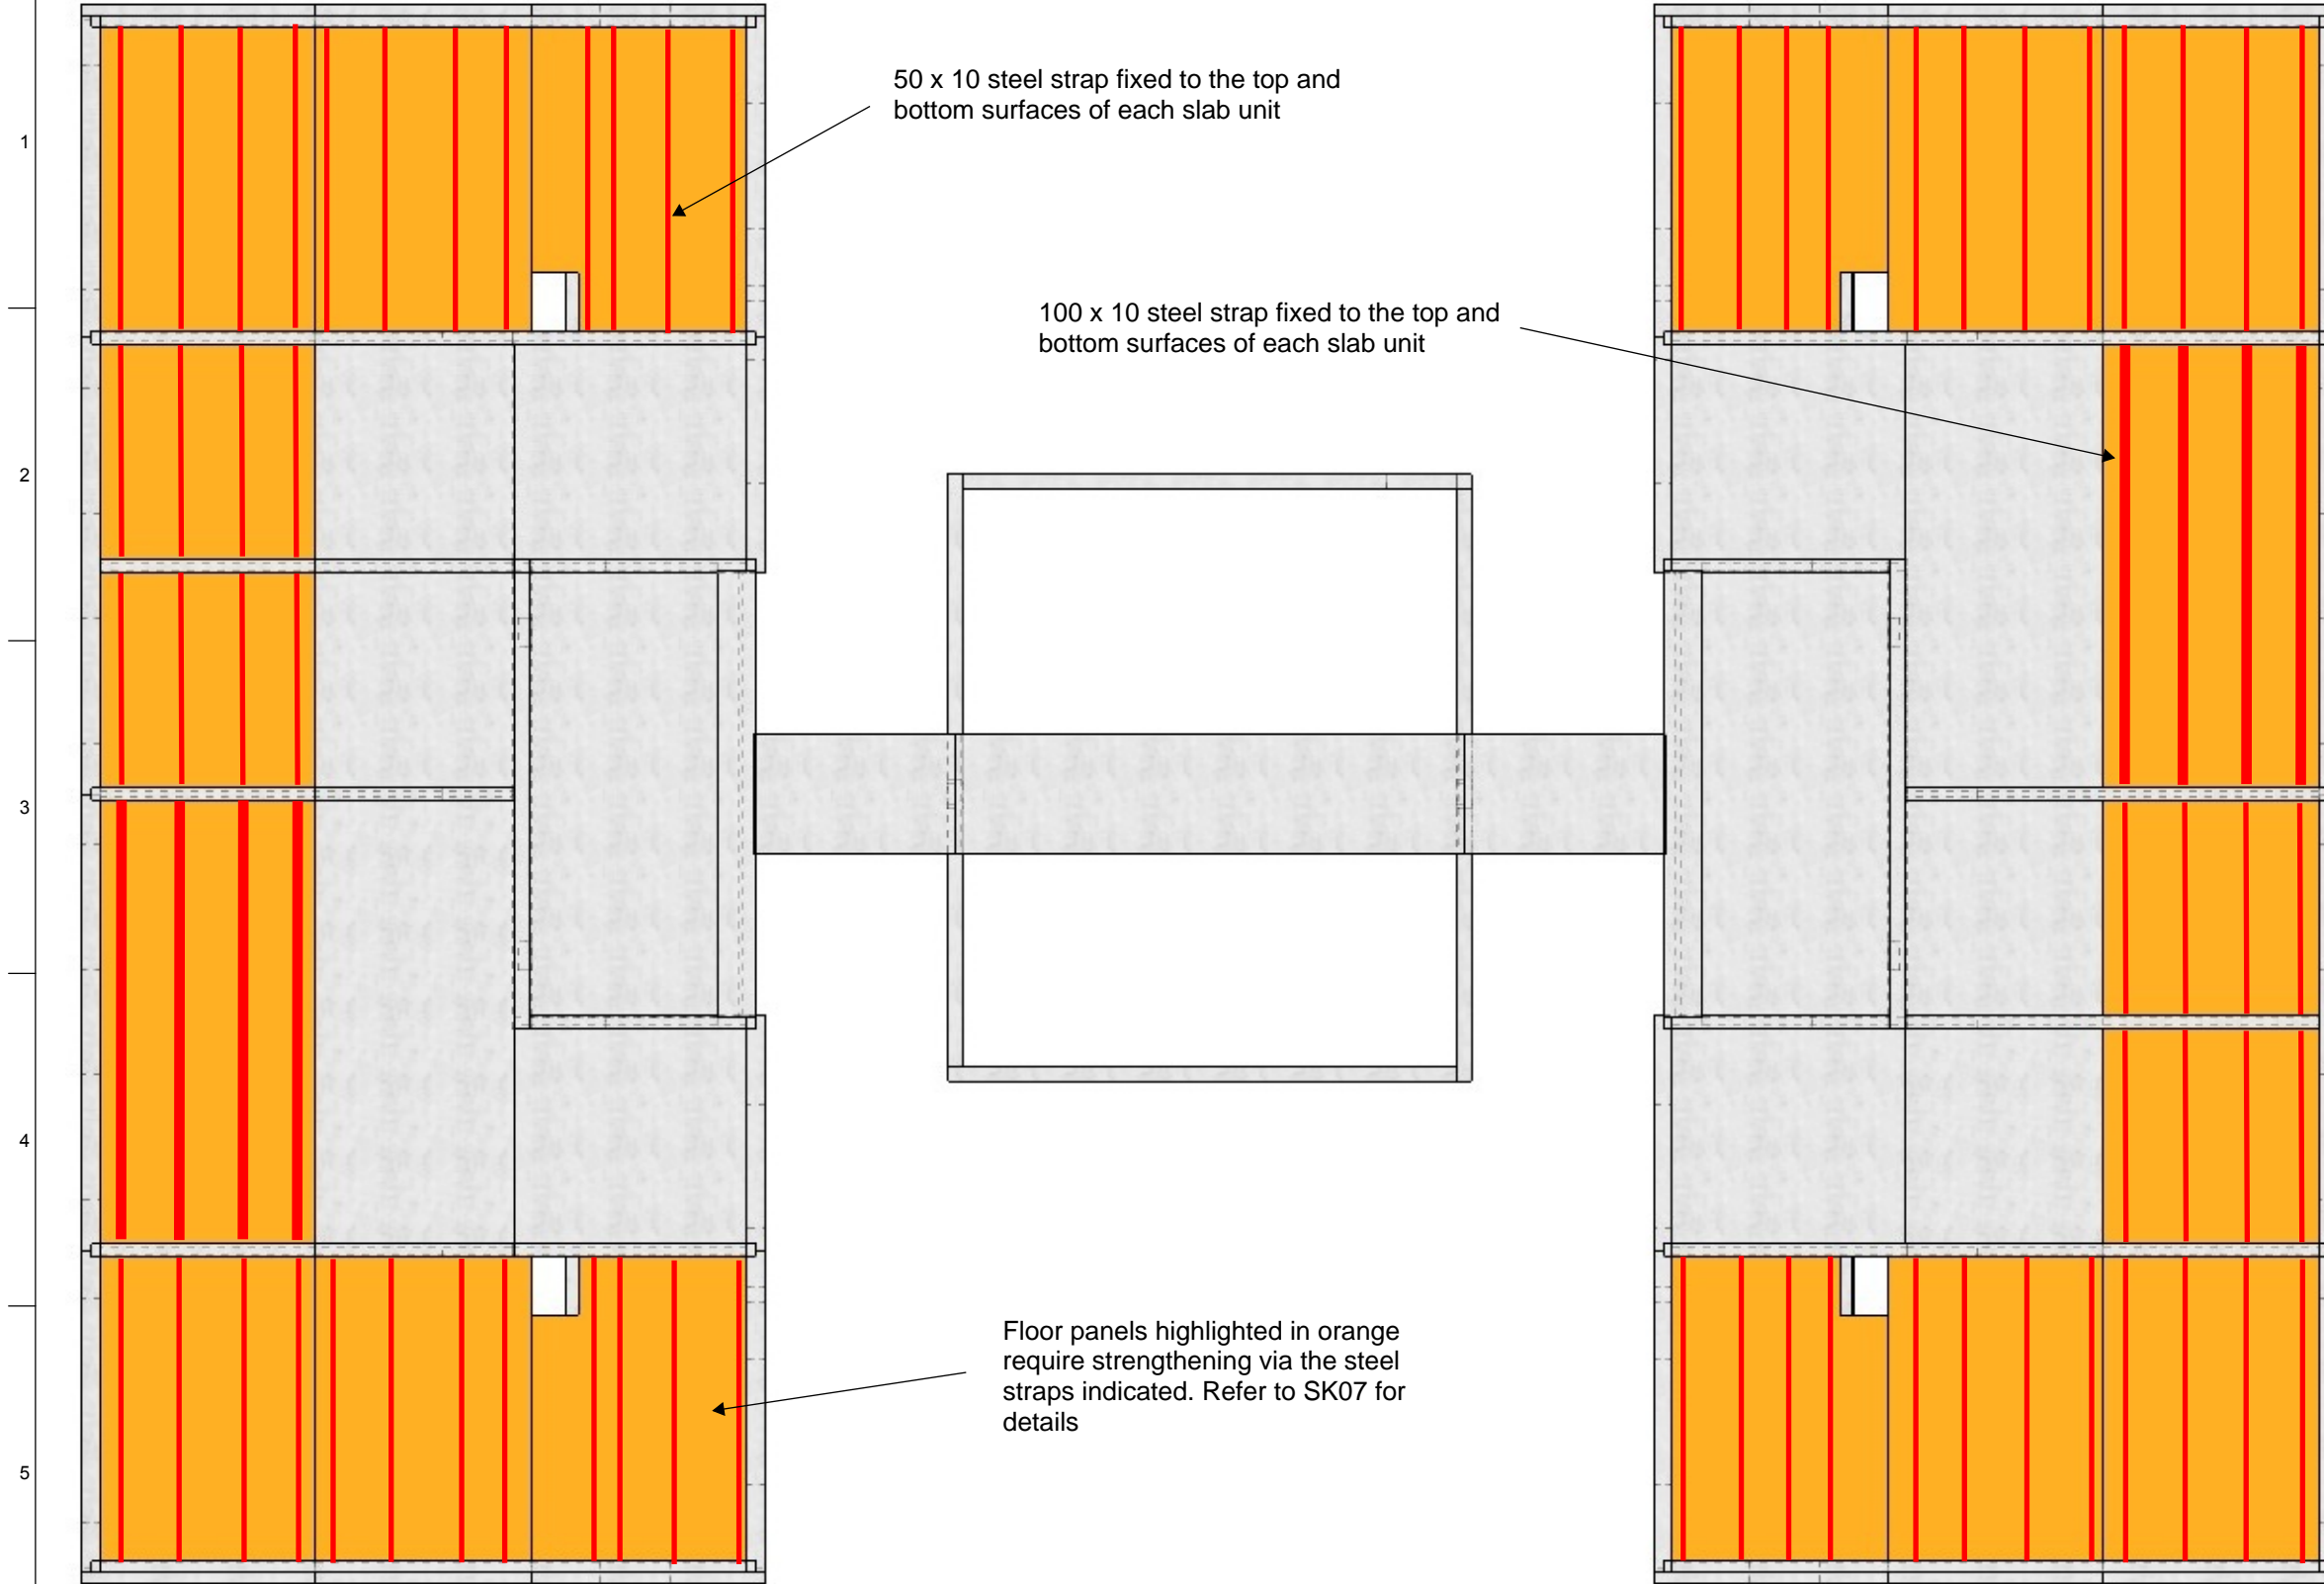 1
50 x 10 steel strap fixed to the top and
bottom surfaces of each slab unit
100 x 10 steel strap fixed to the top and
bottom surfaces of each slab unit
2
3
4
Floor panels highlighted in orange
require strengthening via the steel
straps indicated. Refer to SK07 for
details
5